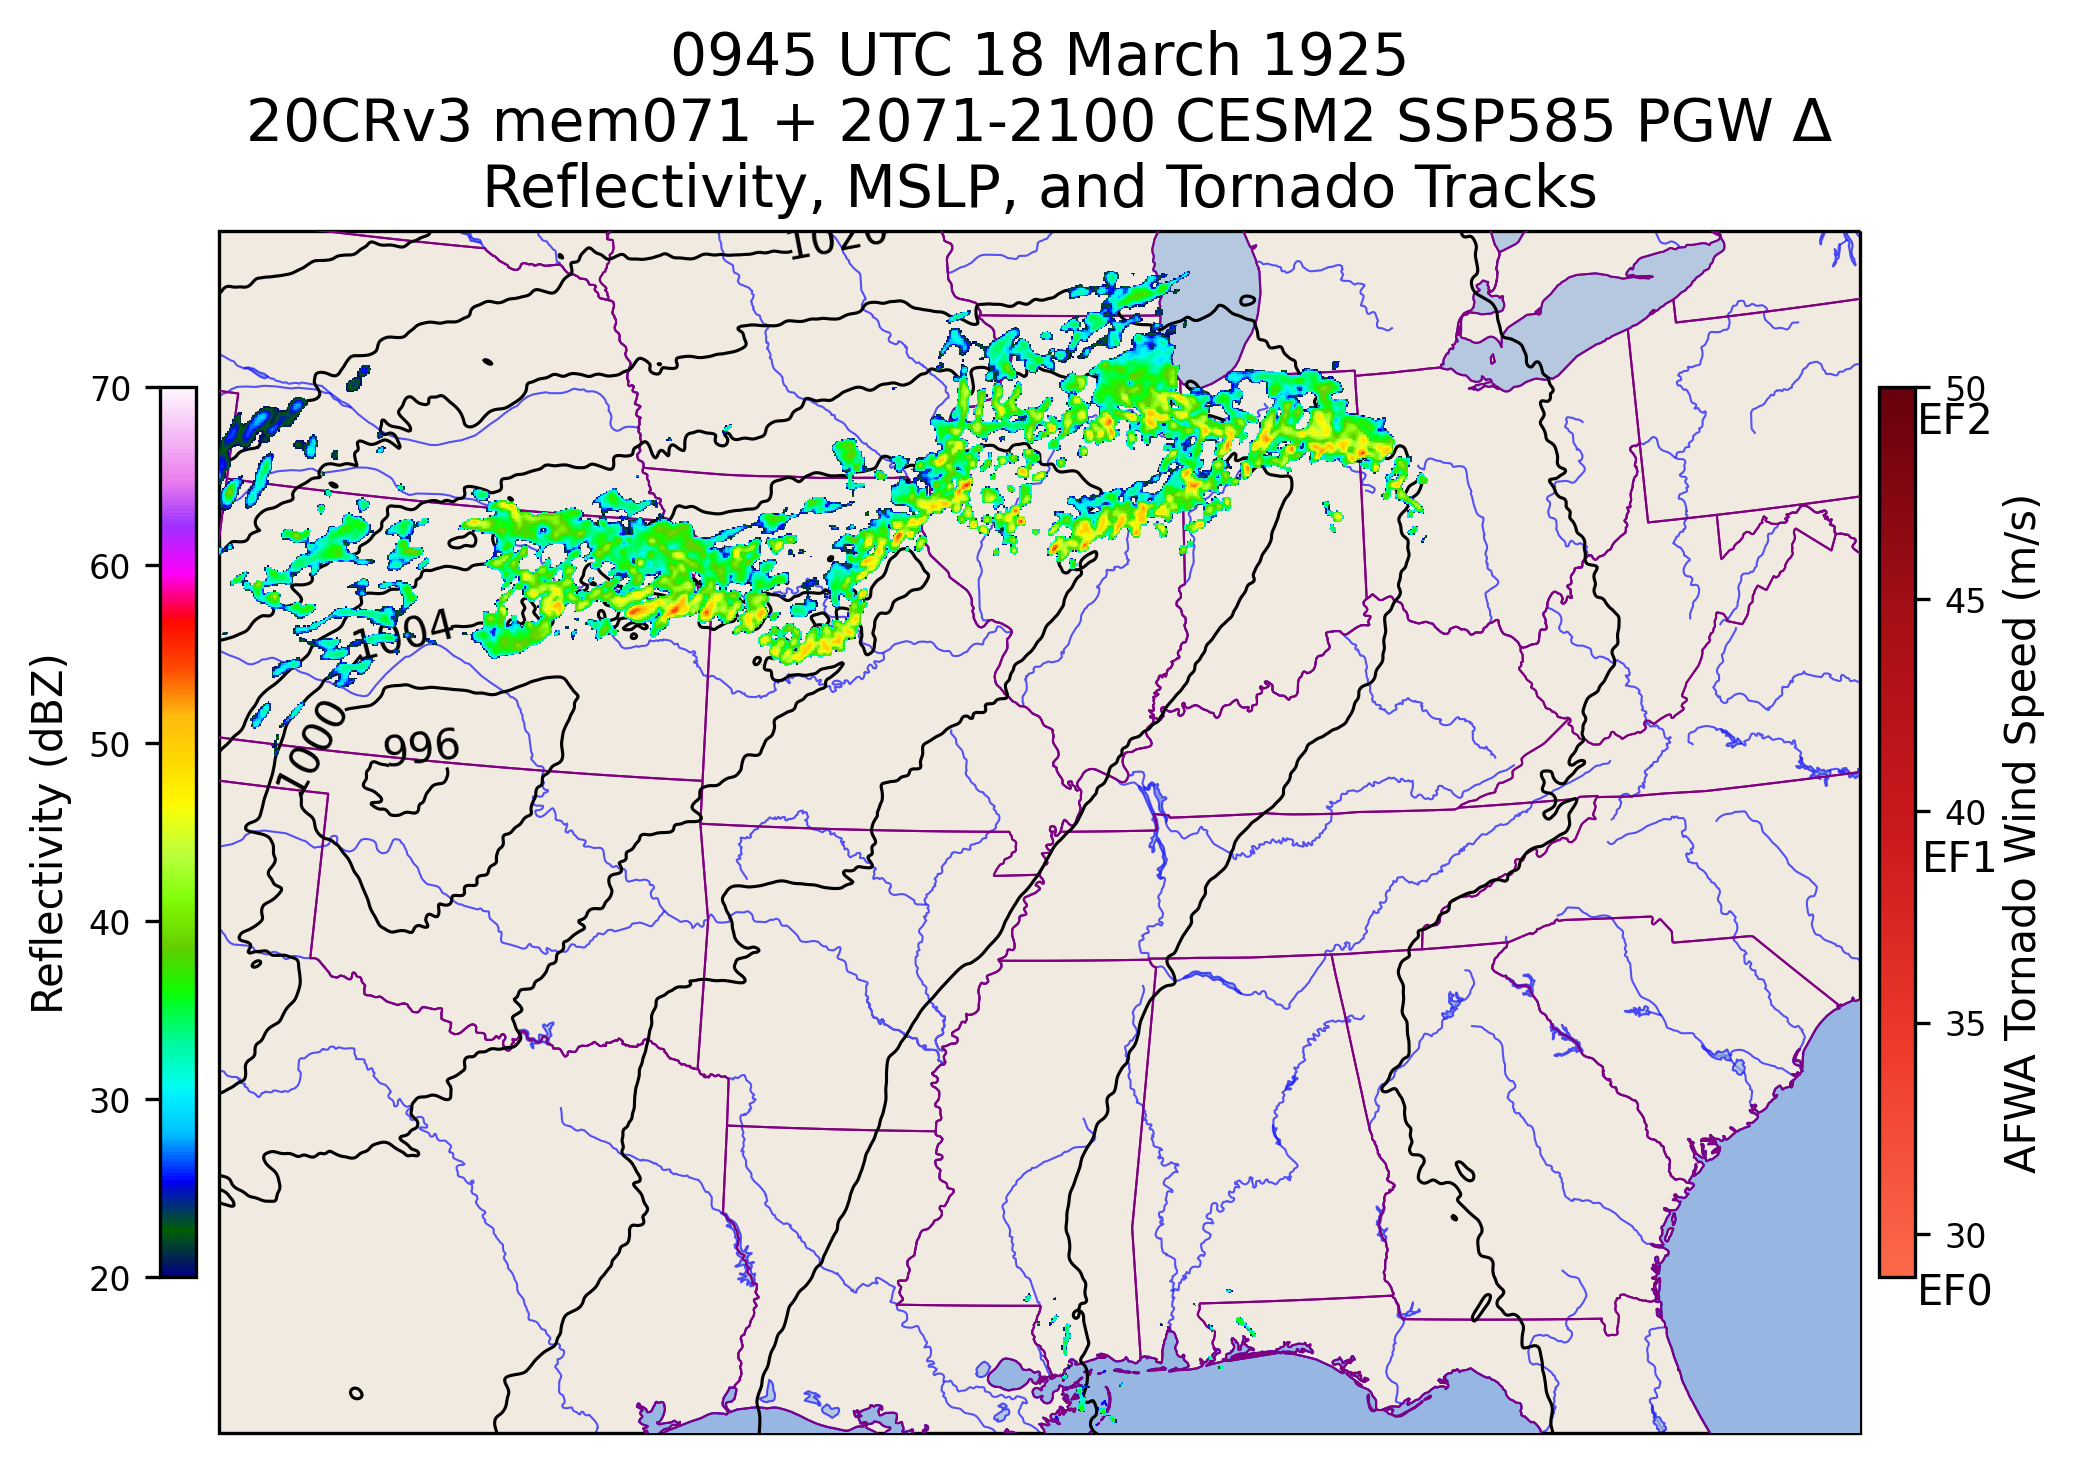 0945 UTC 18 March 1925
20CRv3 mem071 + 2071-2100 CESM2 SSP585 PGW Δ
Reflectivity, MSLP, and Tornado Tracks
1020
1004
1000
996
70
60
50
40
30
20
Reflectivity (dBZ)
50
EF2
45
40
EF1
35
30
EF0
AFWA Tornado Wind Speed (m/s)